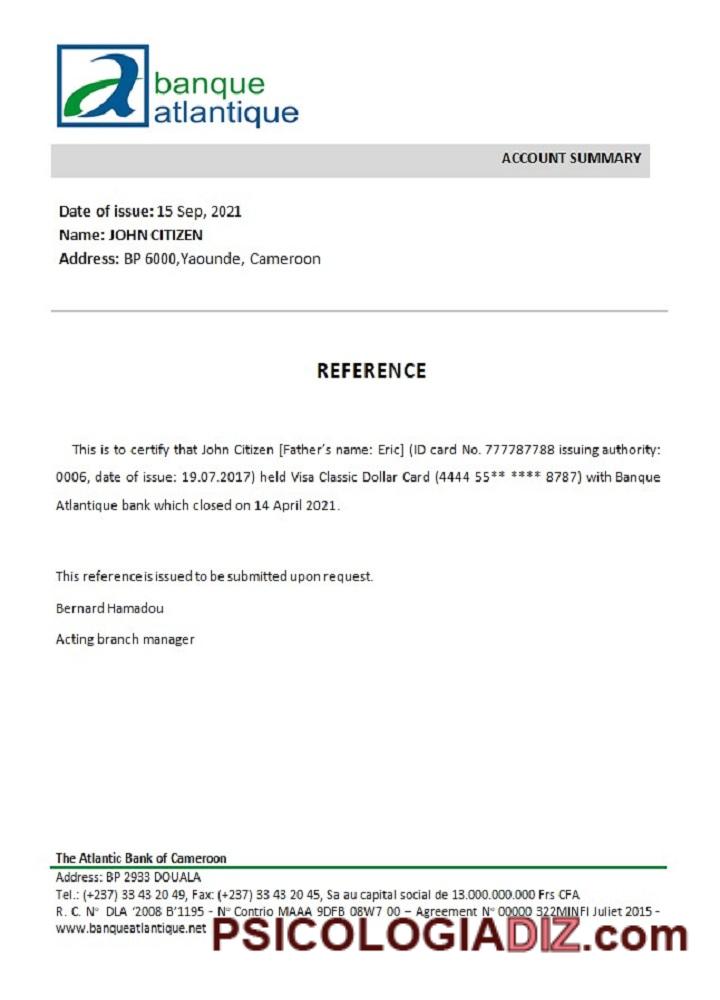 banque
atlantique
ACCOUNT SUMMARY
Date of issue: 15 Sep, 2021
Name: JOHN CITIZEN
Address: BP 6000,Yaounde, Cameroon
REFERENCE
This is to certify that John Citizen [Father's name: Eric] (ID card No. 777787788 issuing authority:
0006, date of issue: 19.07.2017) held Visa Classic Dollar Card (4444 55** **** 8787) with Banque
Atlantique bank which closed on 14 April 2021.
This reference is issued to be submitted upon request.
Bernard Hamadou
Acting branch manager
The Atlantic Bank of Cameroon
Address: BP 2933 DOUALA
Tel.: (+237) 33 43 20 49, Fax: (+237) 33 43 20 45, Sa au capital social de 13.000.000.000 Frs CFA
R. C. N° DLA '2008 B'1195 - N° Contrio MAAA 9DFB 08W7 00 – Agreement N° 00000 322MINFI Juliet 2015 -
www.banqueatlantique.net
PSICOLOGIADIZ.com